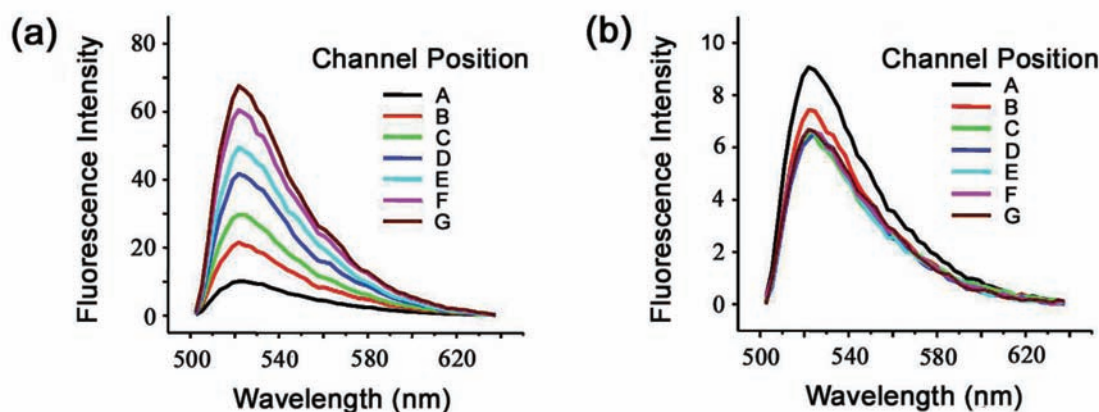 (a)
Fluorescence Intensity
80
60
40
20
0
Channel Position
A
B
C
D
E
F
G
500 540 580 620
Wavelength (nm)
(b)
Fluorescence Intensity
10
8
6
4
2
0
Channel Position
A
B
C
D
E
F
G
500 540 580 620
Wavelength (nm)